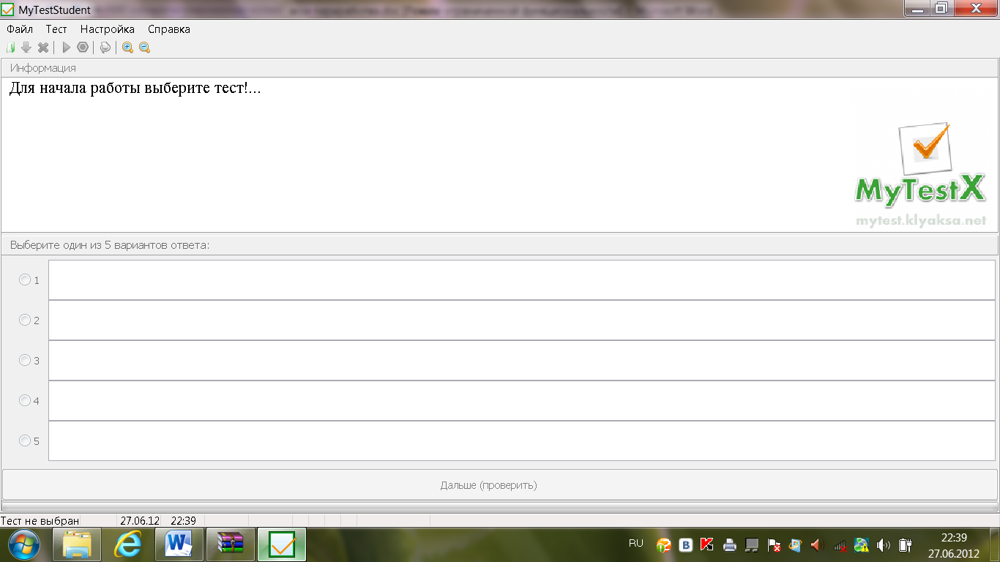 MyTestStudent
Файл Тест Настройка Справка
Информация
Для начала работы выберите тест!...
MyTestX
mytest.klyaksa.net
Выберите один из 5 вариантов ответа:
1
2
3
4
5
Дальше (проверить)
Тест не выбран 27.06.12 22:39
RU
22:39
27.06.2012